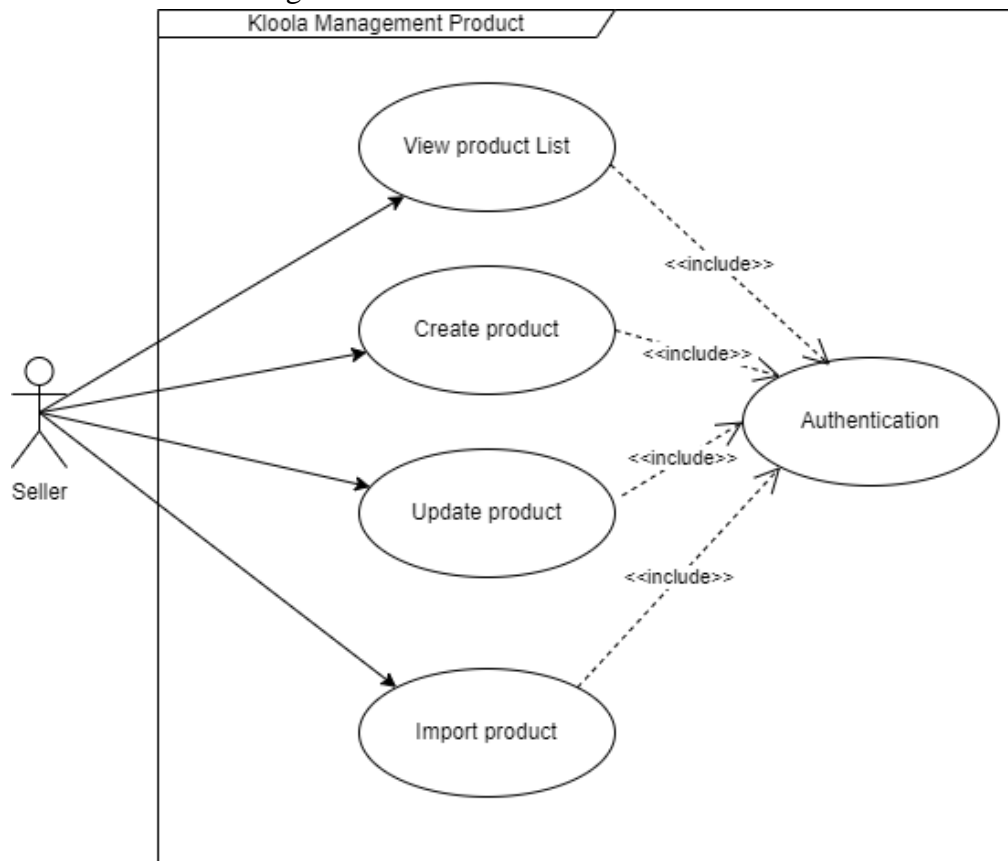 Kloola Management Product
View product List
<<include>>
Create product
<<include>>
Authentication
<<include>>
Seller
Update product
<<include>>
Import product